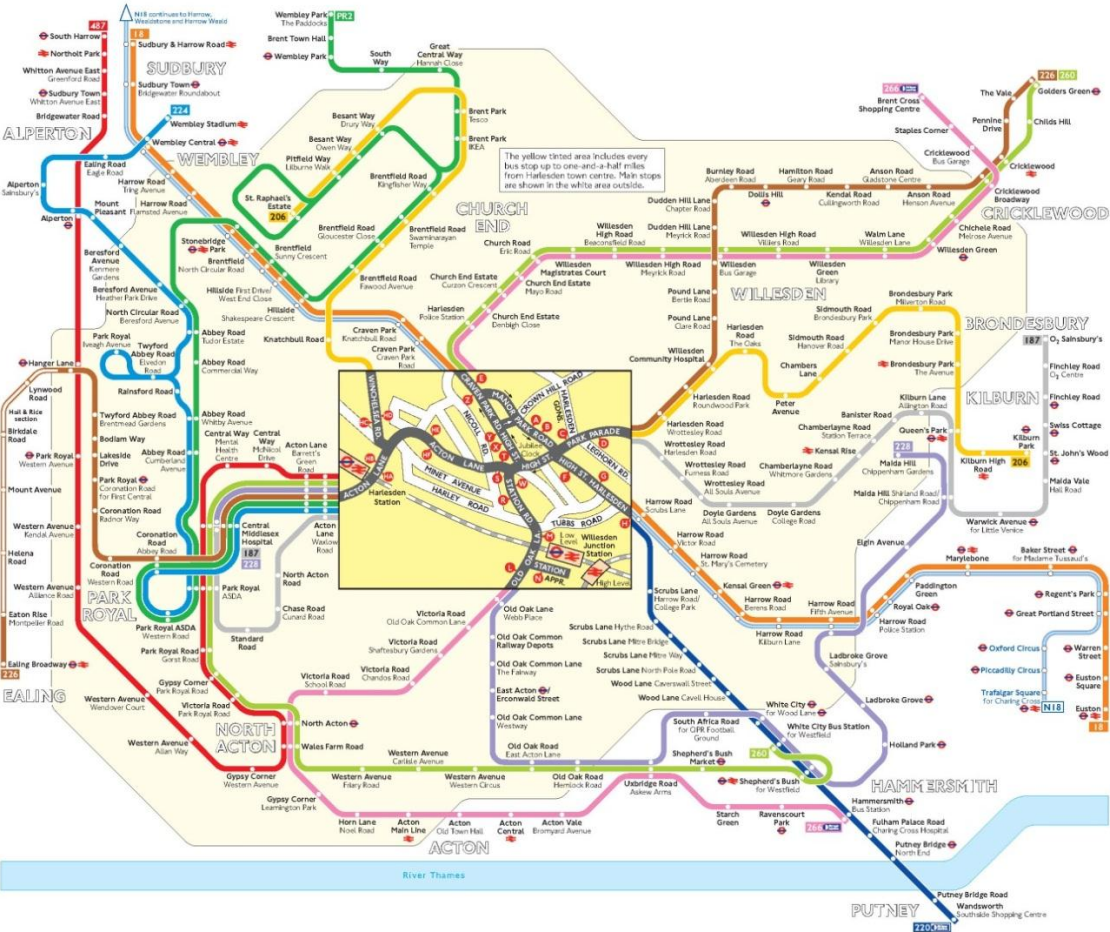 N18 continues to Harrow,
Wealdstone and Harrow Weald
487
South Harrow
Northolt Park
Whitton Avenue East
Greenford Road
Sudbury Town
Whitton Avenue East
Bridgewater Road
ALPERTON
18
Sudbury & Harrow Road
SUDBURY
Sudbury Town
Bridgewater Roundabout
224
Wembley Stadium
Wembley Central
WEMBLEY
Wembley Park
The Paddocks
PR2
Brent Town Hall
Wembley Park
South
Way
Great
Central Way
Hannah Close
Brent Park
Tesco
Brent Park
IKEA
Besant Way
Drury Way
Besant Way
Owen Way
Pitfield Way
Lilburne Walk
St. Raphael's
Estate
206
Brentfield Road
Kingfisher Way
Brentfield Road
Gloucester Close
Brentfield Road
Swaminarayan
Temple
Brentfield Road
Fawood Avenue
The yellow tinted area includes every
bus stop up to one-and-a-half miles
from Harlesden town centre. Main stops
are shown in the white area outside.
266
Brent Cross
Shopping Centre
Staples Corner
Cricklewood
Bus Garage
226 260
Golders Green
The Vale
Childs Hill
Pennine
Drive
Cricklewood
Cricklewood
Broadway
CRICKLEWOOD
Chichele Road
Melrose Avenue
Willesden Green
Burnley Road
Aberdeen Road
Dollis Hill
Hamilton Road
Geary Road
Kendal Road
Cullingworth Road
Anson Road
Gladstone Centre
Anson Road
Henson Avenue
Dudden Hill Lane
Chapter Road
Dudden Hill Lane
Meyrick Road
CHURCH
END
Church Road
Eric Road
Willesden
High Road
Beaconsfield Road
Willesden
Magistrates Court
Willesden High Road
Meyrick Road
Willesden High Road
Villiers Road
Walm Lane
Willesden Lane
Willesden
Bus Garage
Willesden
Green
Library
WILLESDEN
Church End Estate
Curzon Crescent
Church End Estate
Mayo Road
Church End Estate
Denbigh Close
Harlesden
Police Station
Pound Lane
Bertie Road
Pound Lane
Clare Road
Willesden
Community Hospital
Harlesden
Road
The Oaks
Sidmouth Road
Brondesbury Park
Sidmouth Road
Hanover Road
Chambers
Lane
Peter
Avenue
Brondesbury Park
Milverton Road
Brondesbury Park
Manor House Drive
Brondesbury Park
The Avenue
BRONDESBURY
187
O₂ Sainsbury's
Finchley Road
O₂ Centre
Finchley
Road
KILBURN
Swiss Cottage
St. John's Wood
Kilburn
Park
Kilburn High
Road
206
Maida Vale
Hall Road
Warwick Avenue
for Little Venice
Kilburn Lane
Allington Road
Queen's Park
Banister Road
Chamberlayne Road
Station Terrace
Kensal Rise
Chamberlayne Road
Whitmore Gardens
228
Maida Hill
Chippenham Gardens
Maida Hill Shirland Road/
Chippenham Road
Elgin Avenue
Harlesden Road
Roundwood Park
Harlesden Road
Wrottesley Road
Wrottesley Road
Harlesden Road
Wrottesley Road
Furness Road
Wrottesley Road
All Souls Avenue
Doyle Gardens
All Souls Avenue
Doyle Gardens
College Road
Ealing Road
Eagle Road
Alperton
Sainsbury's
Alperton
Mount
Pleasant
Harrow Road
Tring Avenue
Harrow Road
Flamsted Avenue
Stonebridge
Park
Brentfield
North Circular Road
Brentfield
Sunny Crescent
Hillside First Drive/
West End Close
Hillside
Shakespeare Crescent
Knatchbull Road
Craven Park
Knatchbull Road
Craven Park
Craven Park
Road
Beresford
Avenue
Kenmere
Gardens
Beresford Avenue
Heather Park Drive
North Circular Road
Beresford Avenue
Park Royal
Iveagh Avenue
Twyford
Abbey Road
Elvedon
Road
Rainsford Road
Abbey Road
Tudor Estate
Abbey Road
Commercial Way
Abbey Road
Whitby Avenue
Abbey Road
Cumberland
Avenue
Hanger Lane
Lynwood
Road
Hail & Ride
section
Birkdale
Road
Park Royal
Western Avenue
Mount Avenue
Western Avenue
Kendal Avenue
Helena
Road
Western Avenue
Alliance Road
Eaton Rise
Montpelier Road
Ealing Broadway
226
EALING
Twyford Abbey Road
Brentmead Gardens
Bodiam Way
Lakeside
Drive
Park Royal
Coronation Road
for First Central
Coronation Road
Radnor Way
Coronation
Road
Abbey Road
Coronation
Road
Western Road
PARK
ROYAL
Park Royal ASDA
Western Road
Central Way
Mental
Health
Centre
Central
Way
McNicol
Drive
Acton Lane
Barrett's
Green
Road
Central
Middlesex
Hospital
187
228
Acton
Lane
Waxlow
Road
Park Royal
ASDA
North Acton
Road
Chase Road
Cunard Road
Standard
Road
Park Royal Road
Gorst Road
Gypsy Corner
Park Royal Road
Victoria Road
Park Royal Road
NORTH
ACTON
Western Avenue
Wendover Court
Western Avenue
Allan Way
Gypsy Corner
Western Avenue
Gypsy Corner
Leamington Park
North Acton
Wales Farm Road
Victoria Road
School Road
Victoria Road
Chandos Road
Victoria Road
Shaftesbury Gardens
Victoria Road
Old Oak Common Lane
WINCHELSEA RD.
ACTON LANE
Harlesden
Station
ACTON LANE
MINET AVENUE
HARLEY
ROAD
NICOLL RD.
CRAVEN PARK RD.
MANOR PARK ROAD
CROWN HILL ROAD
HARLESDEN
GDNS.
PARK PARADE
Jubilee
Clock
HIGH ST.
HIGH ST. HARLESDEN
LEGHORN RD.
STATION RD.
TUBBS ROAD
Low
Level
Willesden
Junction
Station
High Level
STATION
APPR.
OLD OAK LA.
Old Oak Lane
Webb Place
Old Oak Common
Railway Depots
Old Oak Common Lane
The Fairway
East Acton/
Erconwald Street
Old Oak Common Lane
Westway
Old Oak Road
East Acton Lane
Harrow Road
Scrubs Lane
Harrow Road
Victor Road
Harrow Road
St. Mary's Cemetery
Kensal Green
Harrow Road
Berens Road
Harrow Road
Kilburn Lane
Harrow Road
Fifth Avenue
Harrow Road
Police Station
Royal Oak
Paddington
Green
Marylebone
Baker Street
for Madame Tussaud's
Regent's Park
Great Portland Street
Warren
Street
Euston
Square
Euston
18
Oxford Circus
Piccadilly Circus
Trafalgar Square
for Charing Cross
N18
Scrubs Lane
Harrow Road/
College Park
Scrubs Lane Hythe Road
Scrubs Lane Mitre Bridge
Scrubs Lane Mitre Way
Scrubs Lane North Pole Road
Wood Lane Caverswall Street
Wood Lane Cavell House
White City
for Wood Lane
White City Bus Station
for Westfield
South Africa Road
for QPR Football
Ground
260
Shepherd's Bush
Market
Shepherd's Bush
for Westfield
Ladbroke Grove
Sainsbury's
Ladbroke Grove
Holland Park
HAMMERSMITH
Hammersmith
Bus Station
Fulham Palace Road
Charing Cross Hospital
Putney Bridge
North End
Putney Bridge Road
Wandsworth
Southside Shopping Centre
PUTNEY
220
Western Avenue
Carlisle Avenue
Western Avenue
Friary Road
Western Avenue
Western Circus
Old Oak Road
Hemlock Road
Uxbridge Road
Askew Arms
Starch
Green
Ravenscourt
Park
266
Horn Lane
Noel Road
Acton
Main Line
Acton
Old Town Hall
Acton
Central
Acton Vale
Bromyard Avenue
ACTON
River Thames